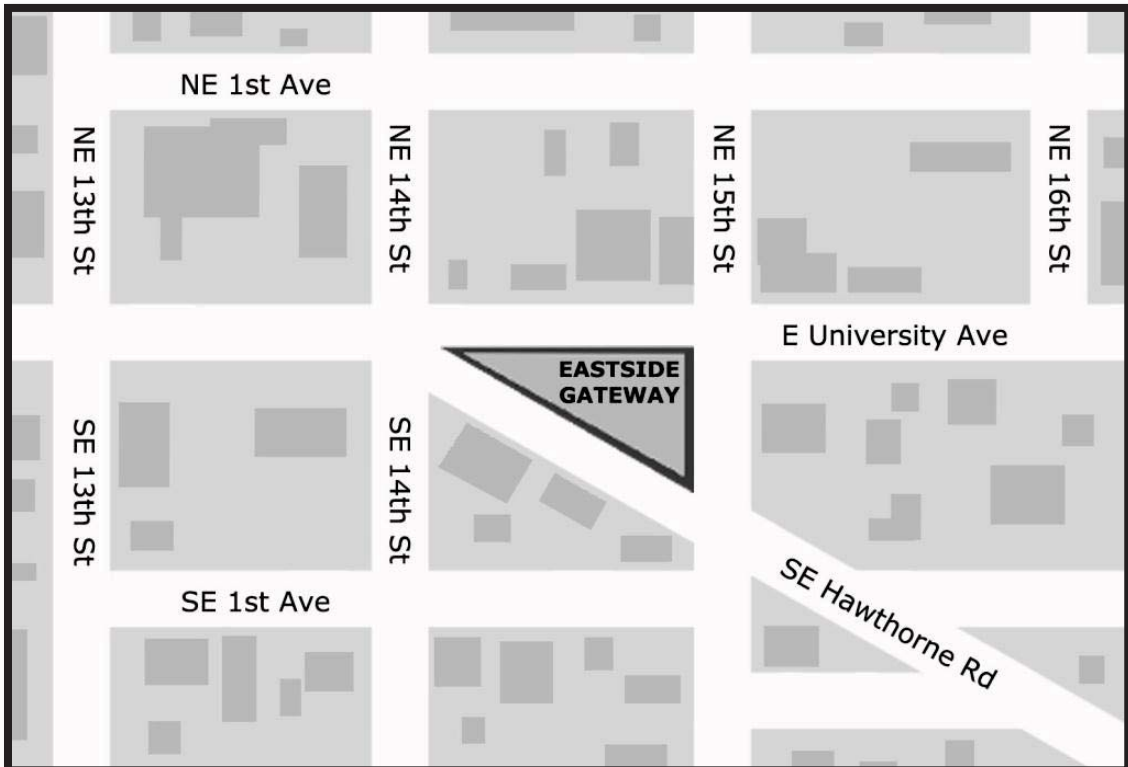 NE 1st Ave
NE 13th St
NE 14th St
NE 15th St
NE 16th St
E University Ave
EASTSIDE
GATEWAY
SE 13th St
SE 14th St
SE 1st Ave
SE Hawthorne Rd